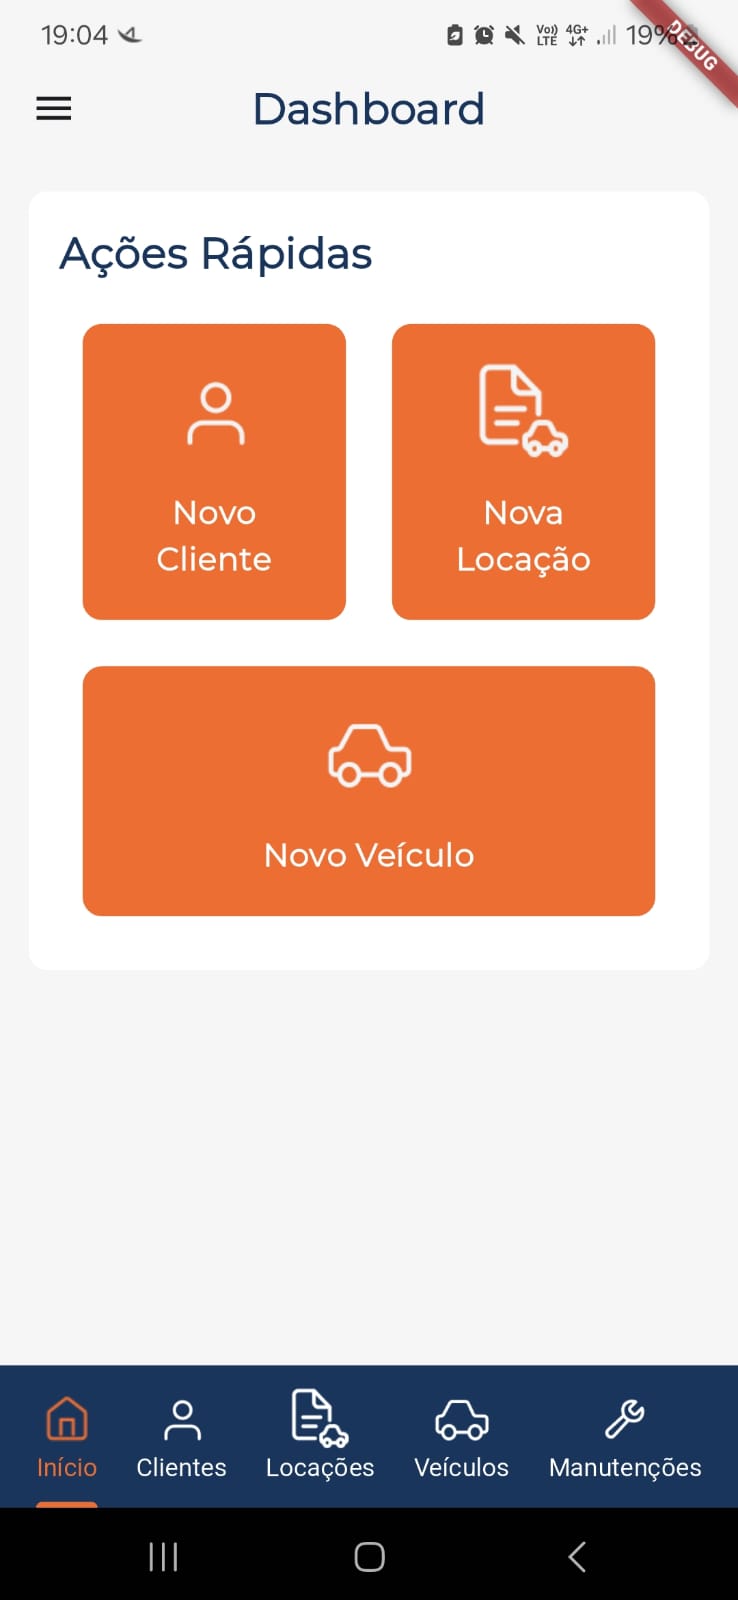 19:04
Vo)) 4G+ 19%
LTE
DEBUG
Dashboard
Ações Rápidas
Novo
Cliente
Nova
Locação
Novo Veículo
Início
Clientes
Locações
Veículos
Manutenções